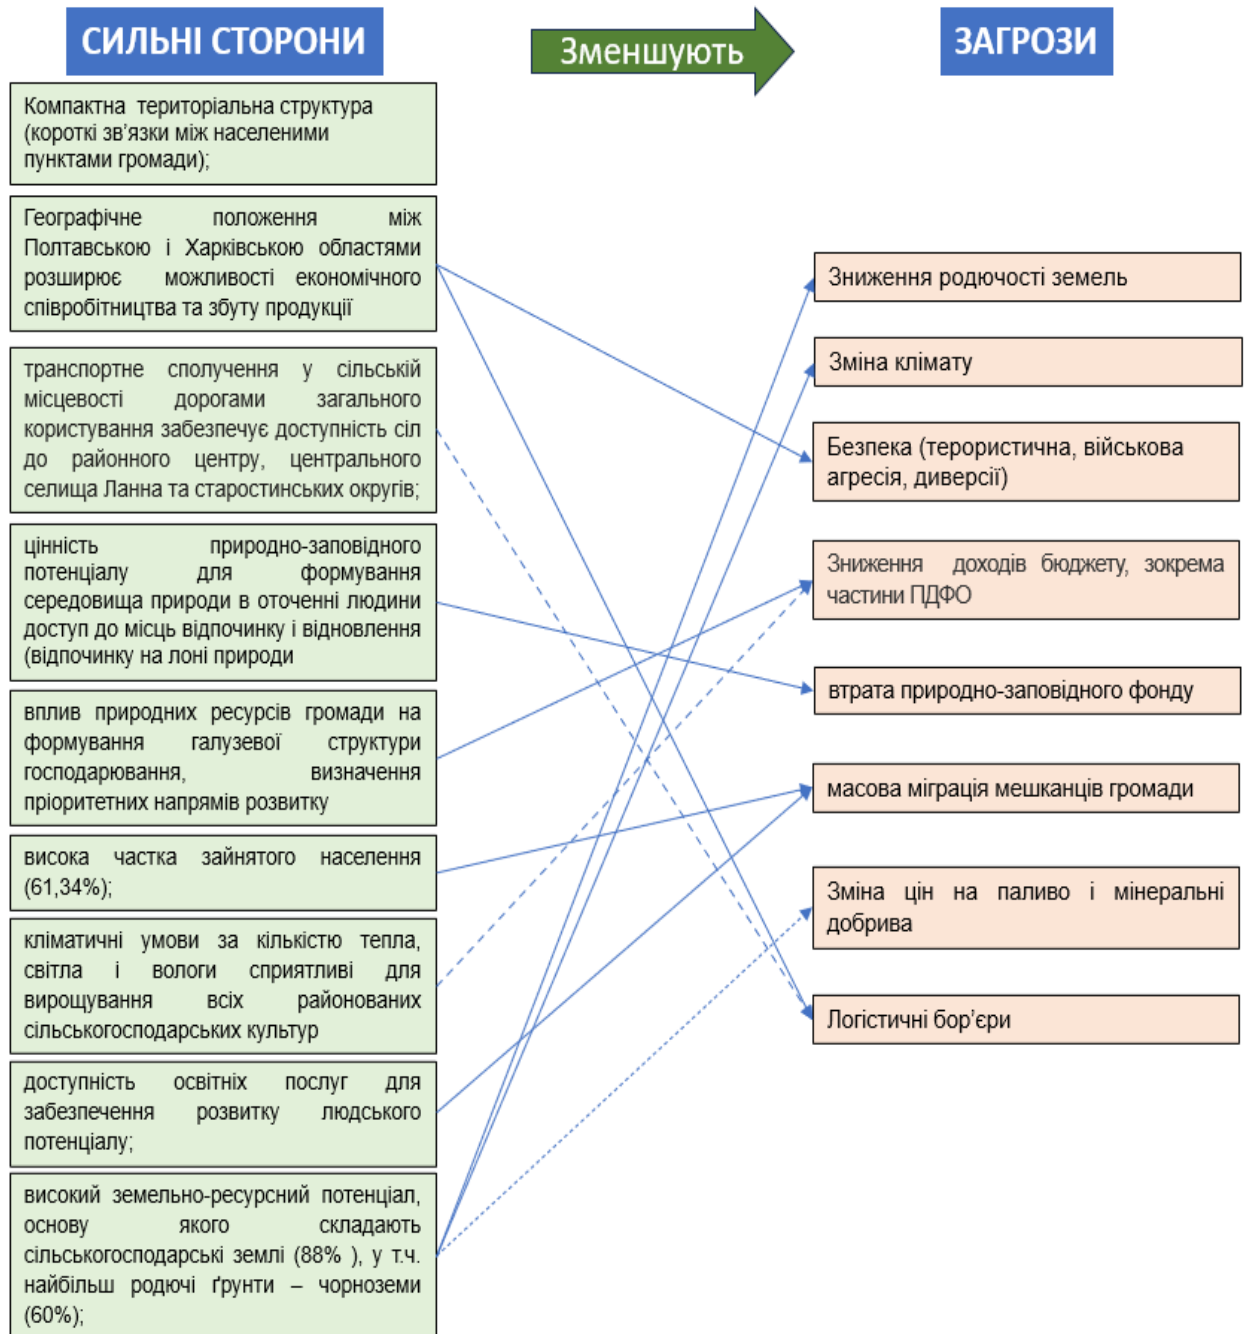 СИЛЬНІ СТОРОНИ
Зменшують
ЗАГРОЗИ
Компактна територіальна структура
(короткі зв’язки між населеними
пунктами громади);
Географічне положення між
Полтавською і Харківською областями
розширює можливості економічного
співробітництва та збуту продукції
транспортне сполучення у сільській
місцевості дорогами загального
користування забезпечує доступність сіл
до районного центру, центрального
селища Ланна та старостинських округів;
цінність природно-заповідного
потенціалу для формування
середовища природи в оточенні людини
доступ до місць відпочинку і відновлення
(відпочинку на лоні природи
вплив природних ресурсів громади на
формування галузевої структури
господарювання, визначення
пріоритетних напрямів розвитку
висока частка зайнятого населення
(61,34%);
кліматичні умови за кількістю тепла,
світла і вологи сприятливі для
вирощування всіх районованих
сільськогосподарських культур
доступність освітніх послуг для
забезпечення розвитку людського
потенціалу;
високий земельно-ресурсний потенціал,
основу якого складають
сільськогосподарські землі (88% ), у т.ч.
найбільш родючі ґрунти – чорноземи
(60%);
Зниження родючості земель
Зміна клімату
Безпека (терористична, військова
агресія, диверсії)
Зниження доходів бюджету, зокрема
частини ПДФО
втрата природно-заповідного фонду
масова міграція мешканців громади
Зміна цін на паливо і мінеральні
добрива
Логістичні бор’єри